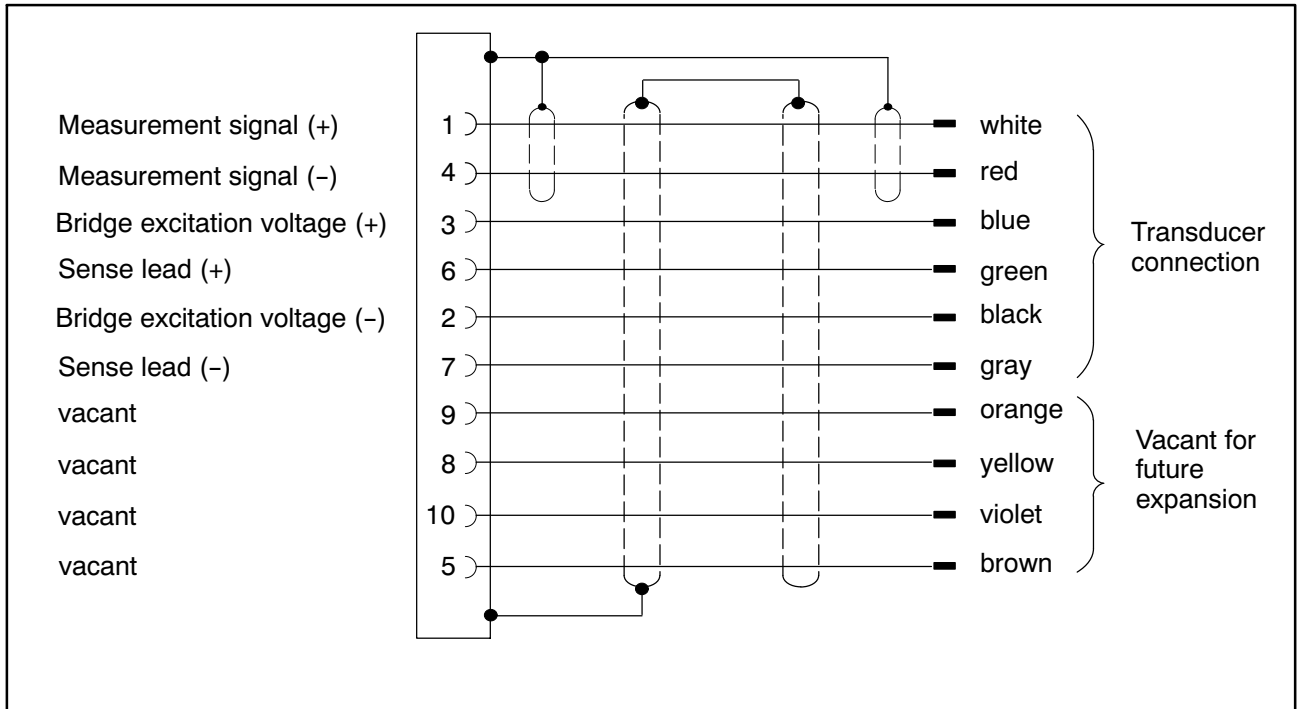 Measurement signal (+) 1 white
Measurement signal (–) 4 red
Bridge excitation voltage (+) 3 blue
Sense lead (+) 6 green
Bridge excitation voltage (–) 2 black
Sense lead (–) 7 gray
Transducer
connection
vacant 9 orange
vacant 8 yellow
vacant 10 violet
vacant 5 brown
Vacant for
future
expansion